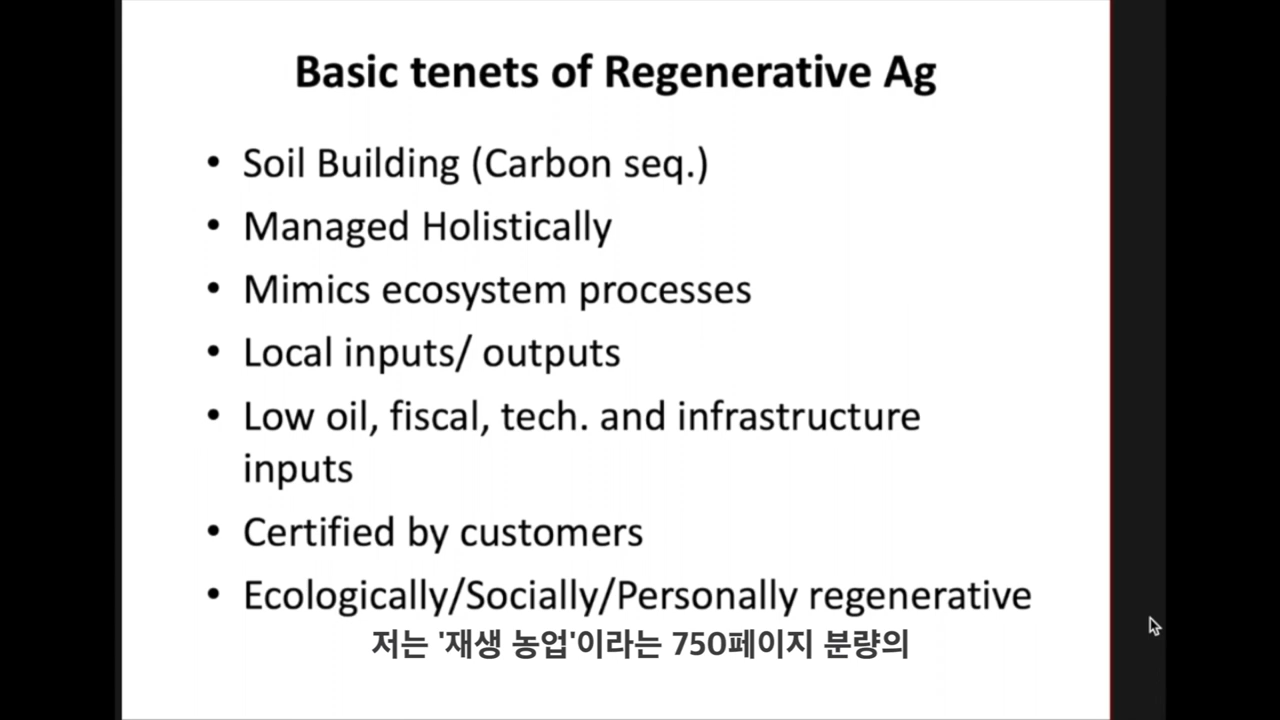 Basic tenets of Regenerative Ag
• Soil Building (Carbon seq.)
• Managed Holistically
• Mimics ecosystem processes
• Local inputs/ outputs
• Low oil, fiscal, tech. and infrastructure
inputs
• Certified by customers
• Ecologically/Socially/Personally regenerative
저는 '재생 농업'이라는 750페이지 분량의